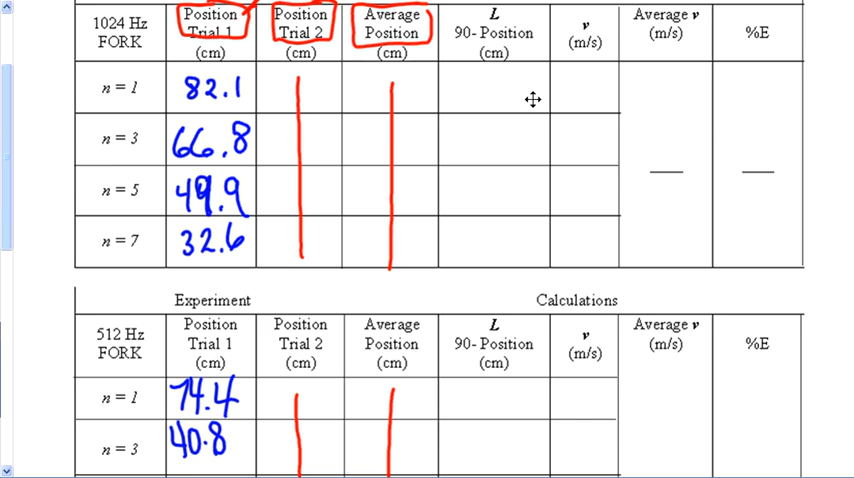 Position Position Average L
1024 Hz Trial 1 Trial 2 Position 90- Position v Average v %E
FORK (cm) (cm) (cm) (cm) (m/s) (m/s)
n = 1 82.1
n = 3 66.8
n = 5 49.9
n = 7 32.6
Experiment Calculations
Position Position Average L
512 Hz Trial 1 Trial 2 Position 90- Position v Average v %E
FORK (cm) (cm) (cm) (cm) (m/s) (m/s)
n = 1 74.4
n = 3 40.8